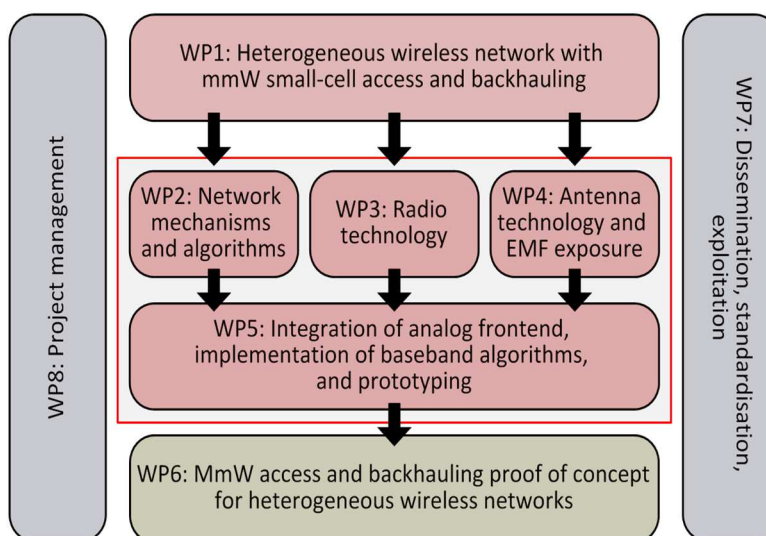 WP8: Project management
WP1: Heterogeneous wireless network with
mmW small-cell access and backhauling
WP2: Network
mechanisms
and algorithms
WP3: Radio
technology
WP4: Antenna
technology and
EMF exposure
WP5: Integration of analog frontend,
implementation of baseband algorithms,
and prototyping
WP6: MmW access and backhauling proof of concept
for heterogeneous wireless networks
WP7: Dissemination, standardisation,
exploitation